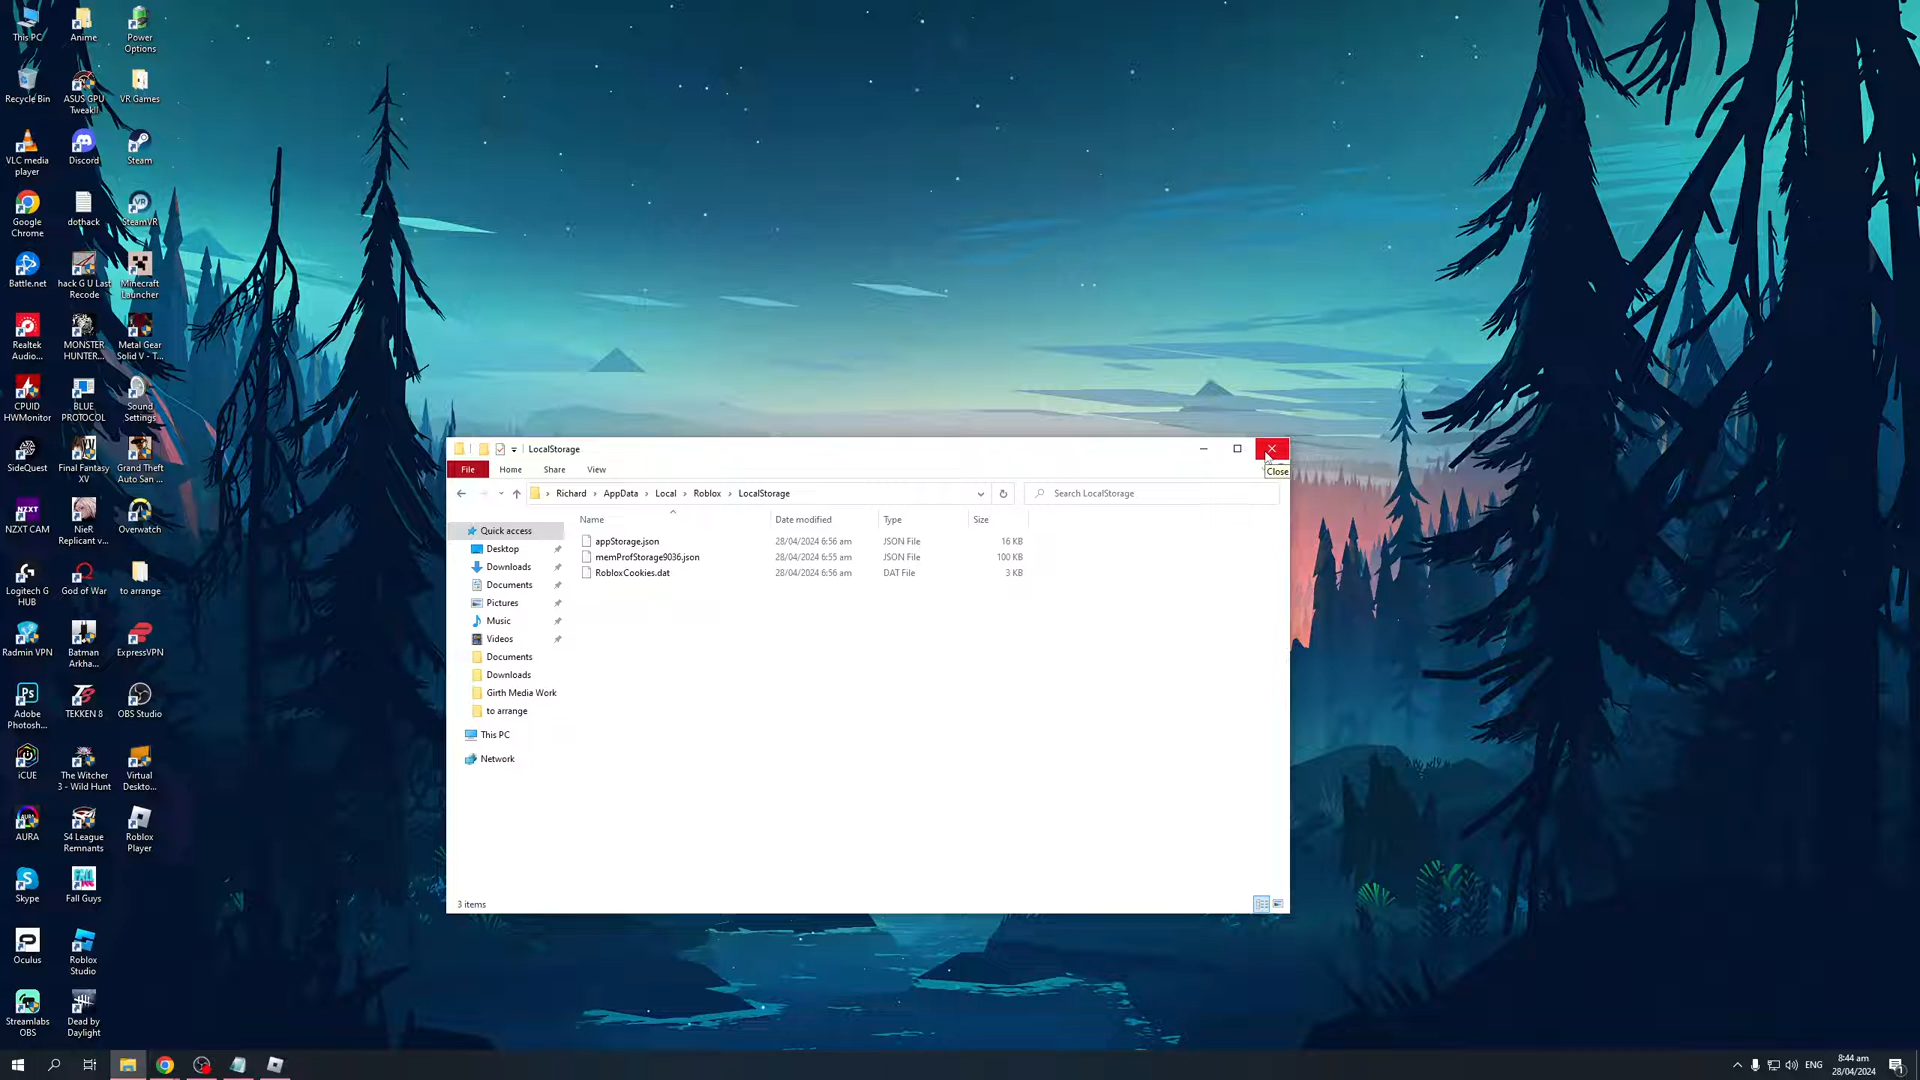 This PC
Anime
Power
Options
Recycle Bin
ASUS GPU
TweakII
VR Games
VLC media
player
Discord
Steam
Google
Chrome
dothack
SteamVR
Battle.net
hack G U Last
Recode
Minecraft
Launcher
Realtek
Audio...
MONSTER
HUNTER...
Metal Gear
Solid V - T...
CPUID
HWMonitor
BLUE
PROTOCOL
Sound
Settings
SideQuest
Final Fantasy
XV
Grand Theft
Auto San ...
NZXT CAM
NieR
Replicant v...
Overwatch
Logitech G
HUB
God of War
to arrange
Radmin VPN
Batman
Arkha...
ExpressVPN
Adobe
Photosh...
TEKKEN 8
OBS Studio
iCUE
The Witcher
3 - Wild Hunt
Virtual
Deskto...
AURA
S4 League
Remnants
Roblox
Player
Skype
Fall Guys
Oculus
Roblox
Studio
Streamlabs
OBS
Dead by
Daylight
LocalStorage
Close
File Home Share View
Richard AppData Local Roblox LocalStorage
Search LocalStorage
Name Date modified Type Size
appStorage.json 28/04/2024 6:56 am JSON File 16 KB
memProfStorage9036.json 28/04/2024 6:55 am JSON File 100 KB
RobloxCookies.dat 28/04/2024 6:56 am DAT File 3 KB
Quick access
Desktop
Downloads
Documents
Pictures
Music
Videos
Documents
Downloads
Girth Media Work
to arrange
This PC
Network
3 items
ENG
8:44 am
28/04/2024